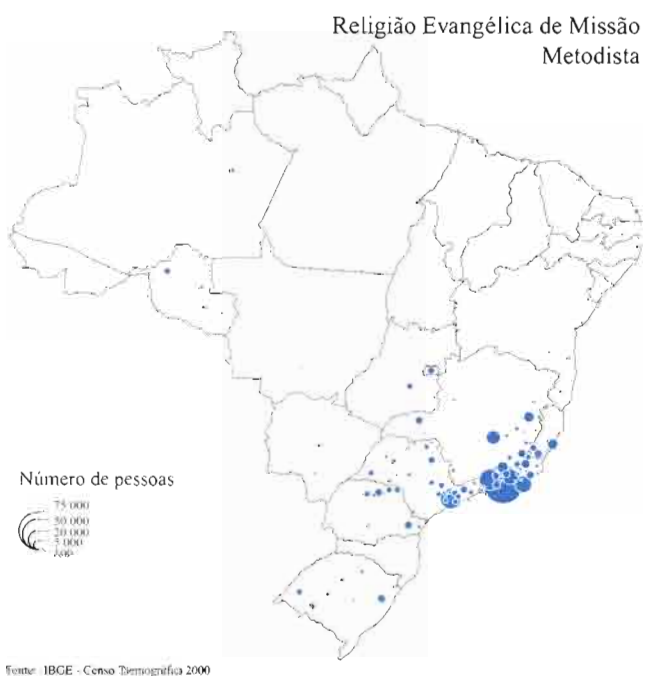 Religião Evangélica de Missão
Metodista
Número de pessoas
75 000
50 000
20 000
5 000
Fonte: IBGE - Censo Demográfico 2000